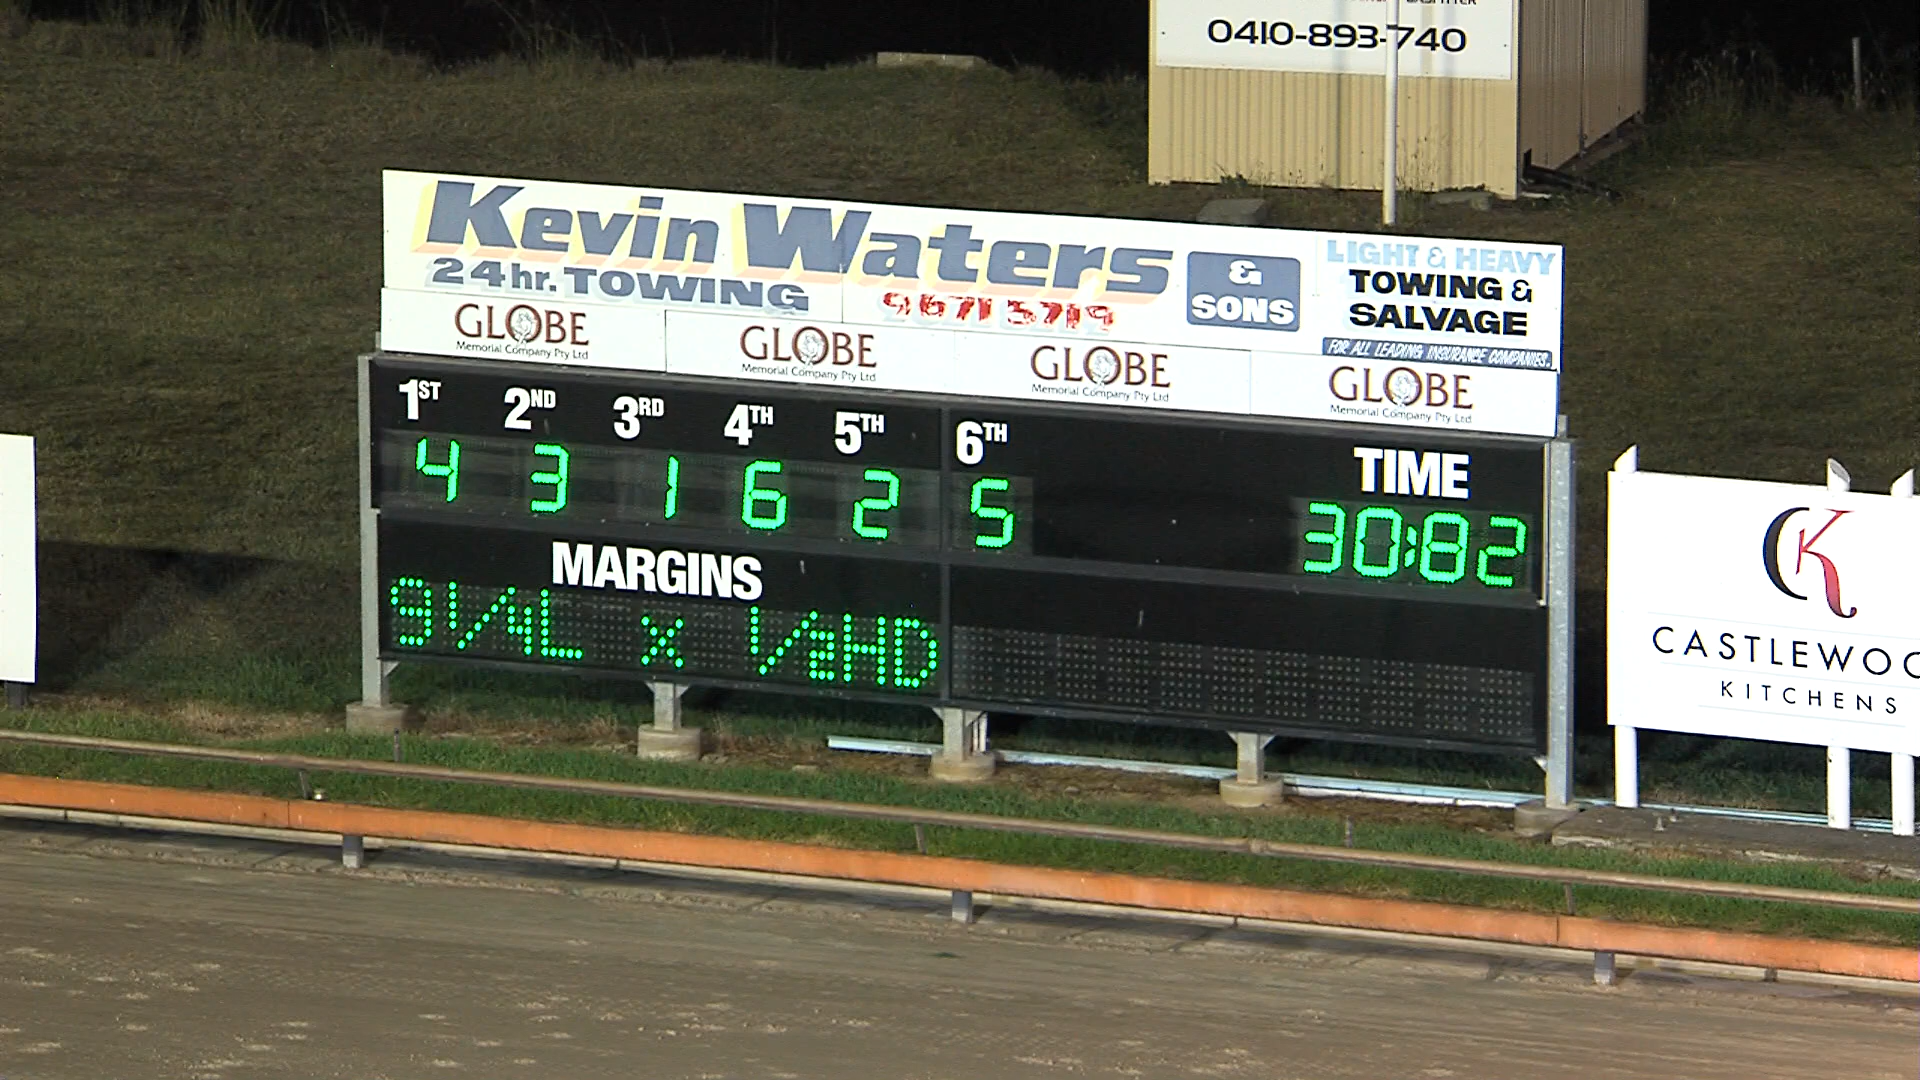 0410-893-740
Kevin Waters
& SONS
24hr. TOWING
9671 5719
LIGHT & HEAVY
TOWING &
SALVAGE
FOR ALL LEADING INSURANCE COMPANIES.
GLOBE
Memorial Company Pty Ltd
GLOBE
Memorial Company Pty Ltd
GLOBE
Memorial Company Pty Ltd
GLOBE
Memorial Company Pty Ltd
1ST 2ND 3RD 4TH 5TH 6TH TIME
4 3 1 6 2 5 30:82
MARGINS
9 1/4L x 1/2HD
CK
CASTLEWOO
KITCHENS